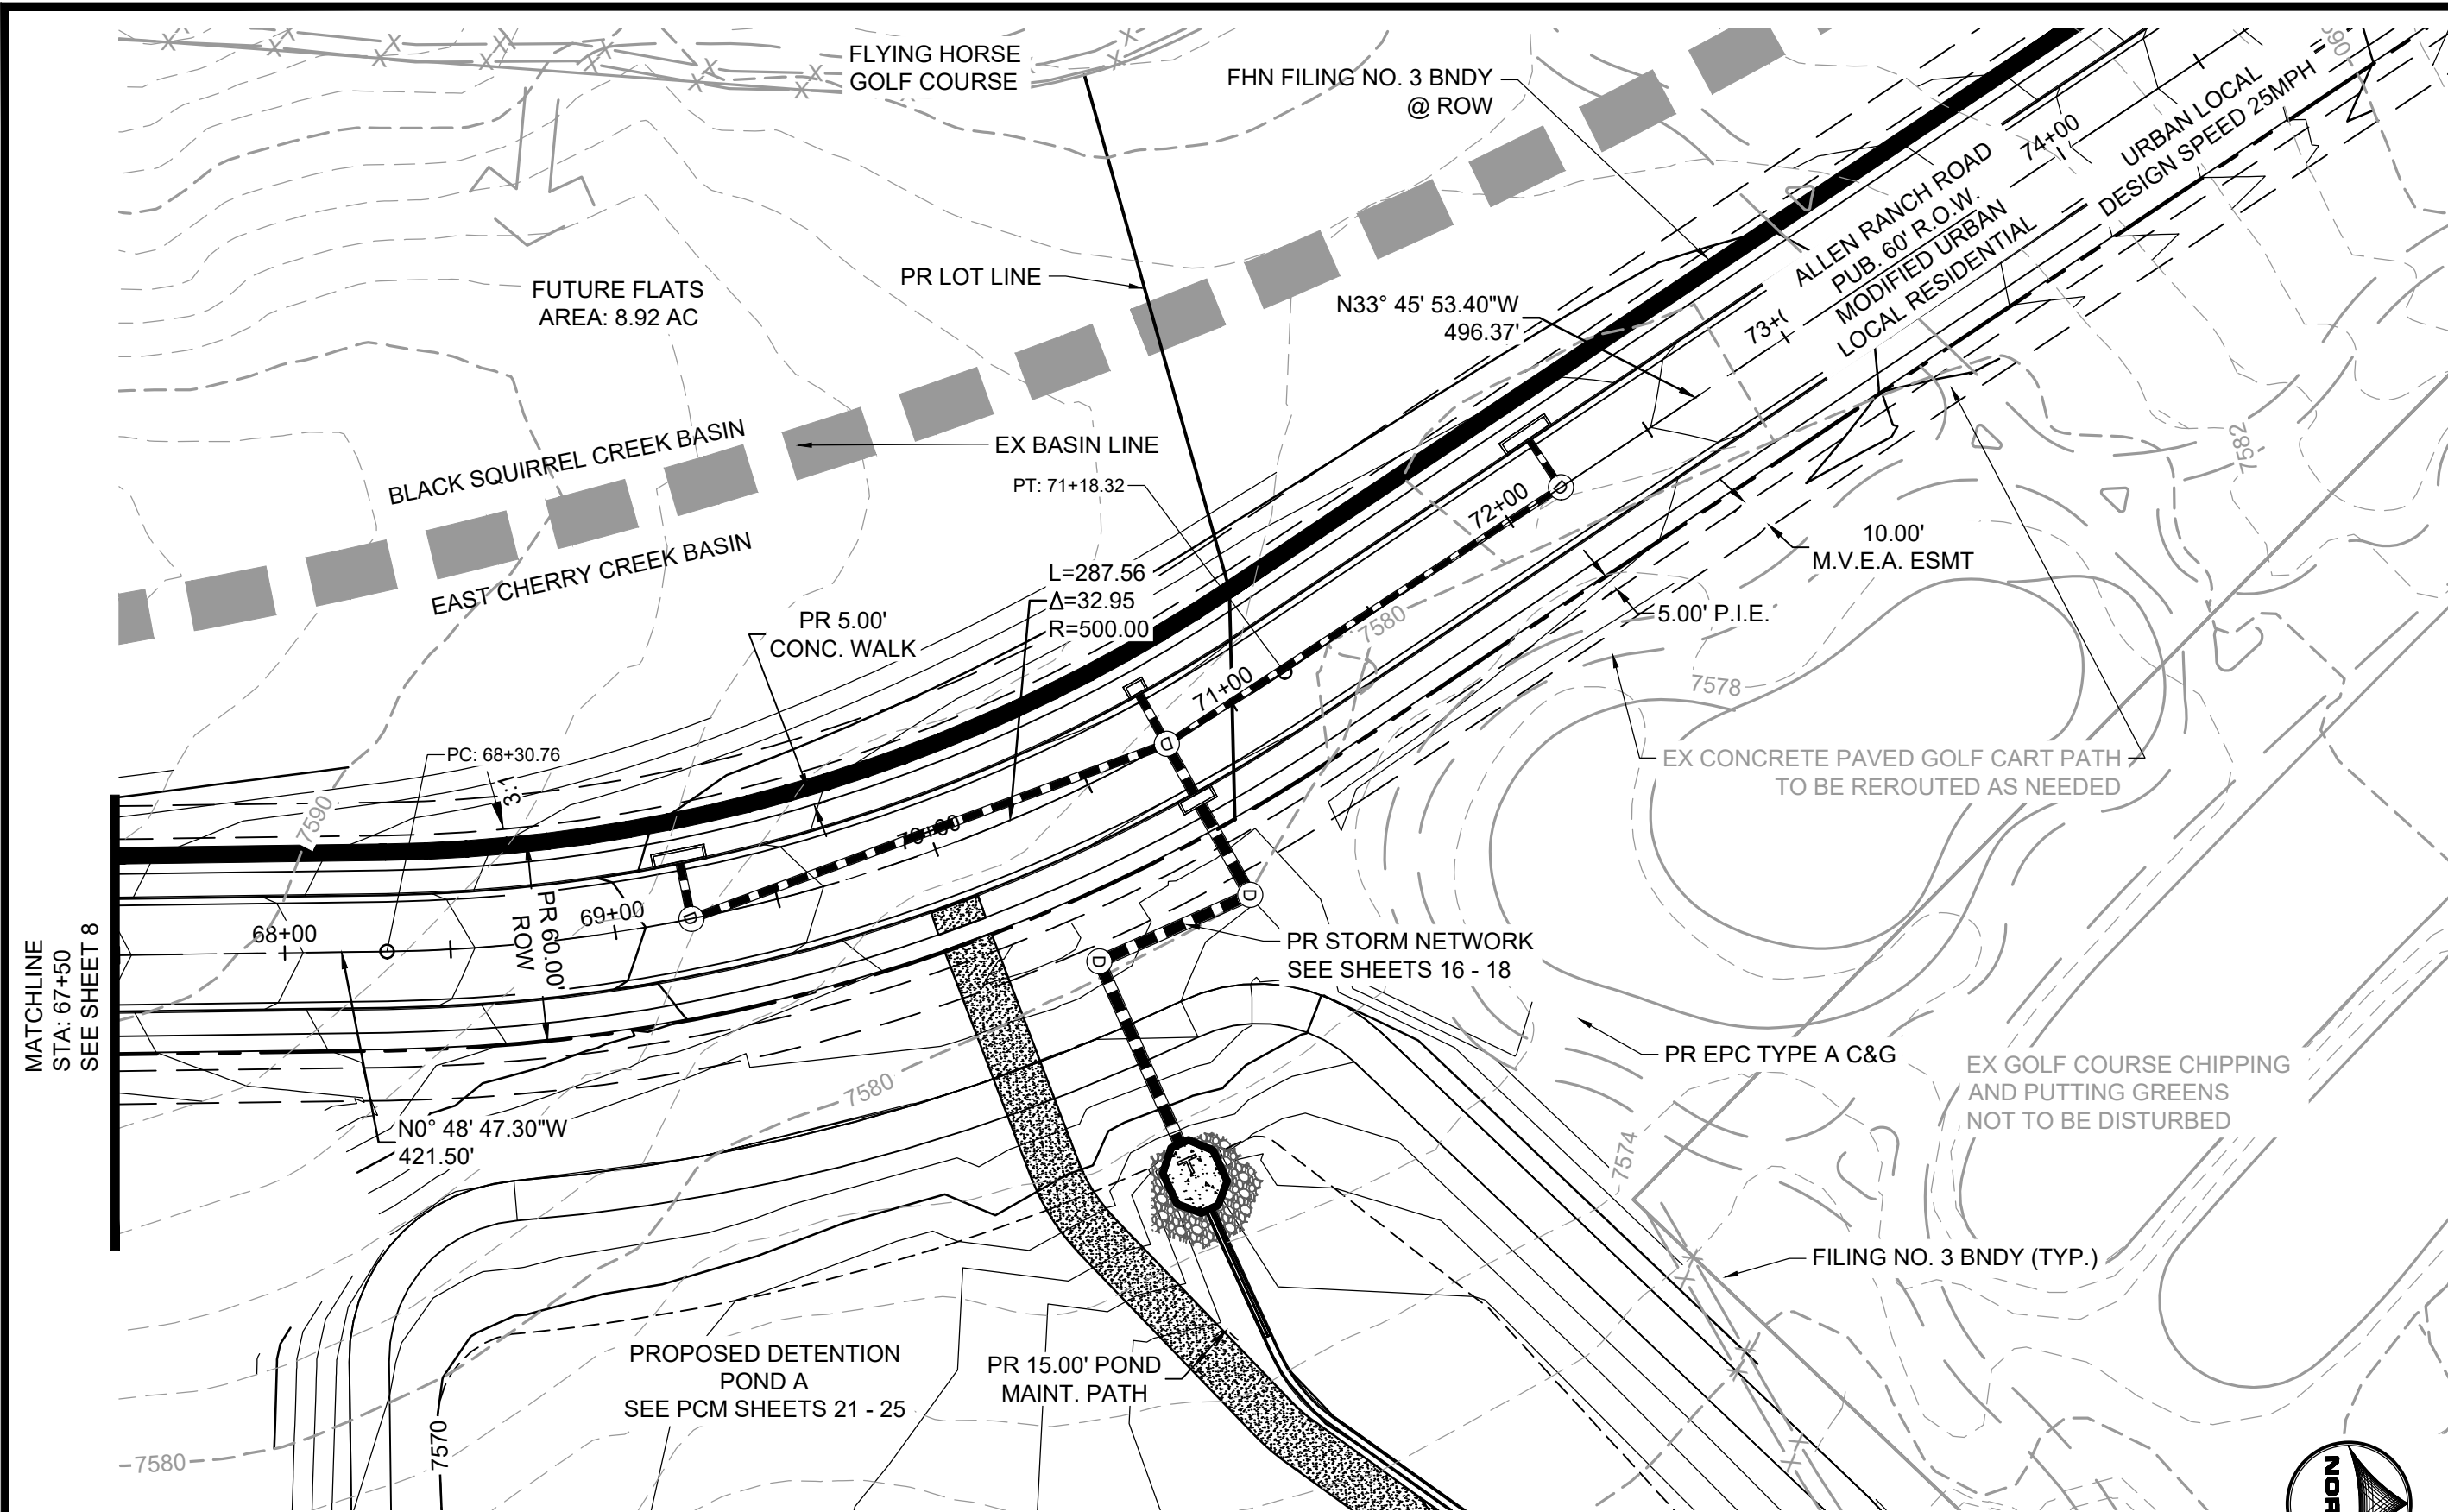 FLYING HORSE
GOLF COURSE
FHN FILING NO. 3 BNDY
@ ROW
7590
URBAN LOCAL
DESIGN SPEED 25MPH
74+00
ALLEN RANCH ROAD
PUB. 60' R.O.W.
MODIFIED URBAN
LOCAL RESIDENTIAL
PR LOT LINE
FUTURE FLATS
AREA: 8.92 AC
N33° 45' 53.40"W
496.37'
73+(
BLACK SQUIRREL CREEK BASIN
EX BASIN LINE
7582
PT: 71+18.32
72+00
10.00'
M.V.E.A. ESMT
EAST CHERRY CREEK BASIN
L=287.56
Δ=32.95
R=500.00
PR 5.00'
CONC. WALK
7580
5.00' P.I.E.
71+00
7578
PC: 68+30.76
3:1
EX CONCRETE PAVED GOLF CART PATH
TO BE REROUTED AS NEEDED
7590
70+00
D
D
D
D
D
68+00
69+00
PR 60.00'
ROW
MATCHLINE
STA: 67+50
SEE SHEET 8
PR STORM NETWORK
SEE SHEETS 16 - 18
PR EPC TYPE A C&G
EX GOLF COURSE CHIPPING
AND PUTTING GREENS
NOT TO BE DISTURBED
7580
N0° 48' 47.30"W
421.50'
7574
T
FILING NO. 3 BNDY (TYP.)
PROPOSED DETENTION
POND A
SEE PCM SHEETS 21 - 25
PR 15.00' POND
MAINT. PATH
7570
7580
NOR